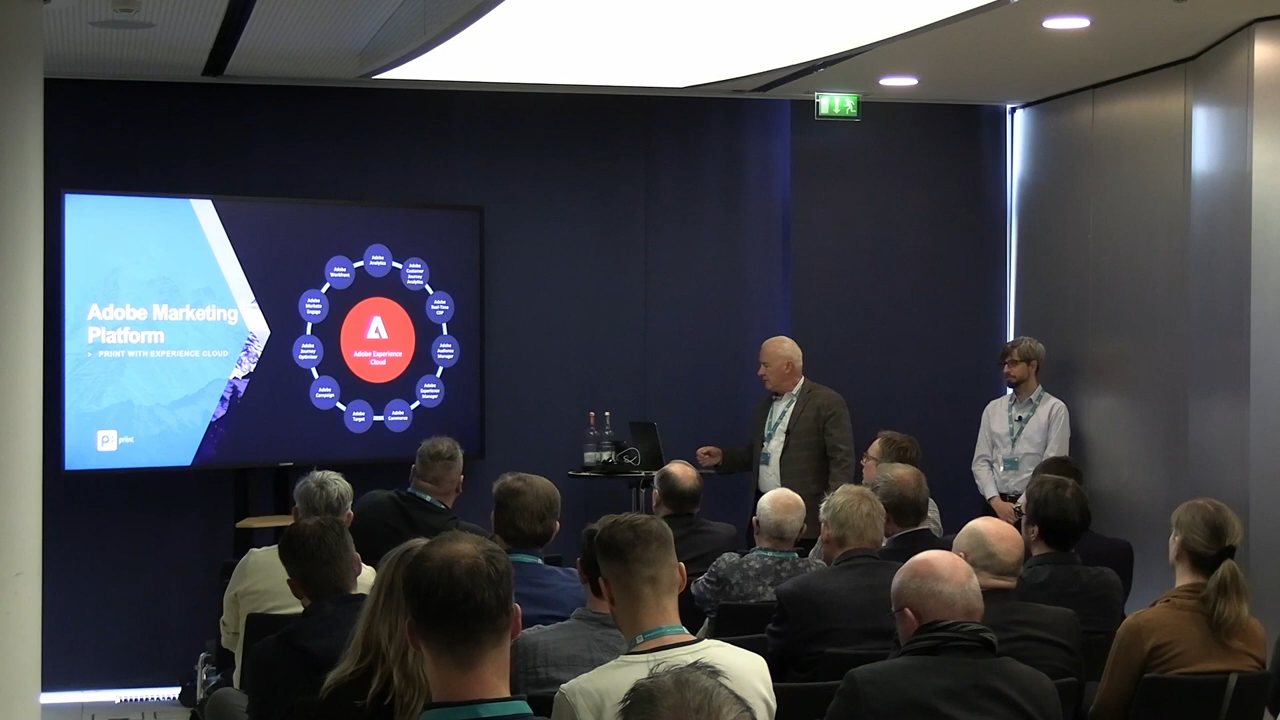 Adobe Marketing
Platform
> PRINT WITH EXPERIENCE CLOUD
p:
print
Adobe
Analytics
Adobe
Customer
Journey
Analytics
Adobe
Real-Time
CDP
Adobe
Audience
Manager
Adobe
Experience
Manager
Adobe
Commerce
Adobe
Target
Adobe
Campaign
Adobe
Journey
Optimizer
Adobe
Marketo
Engage
Adobe
Workfront
Adobe Experience
Cloud